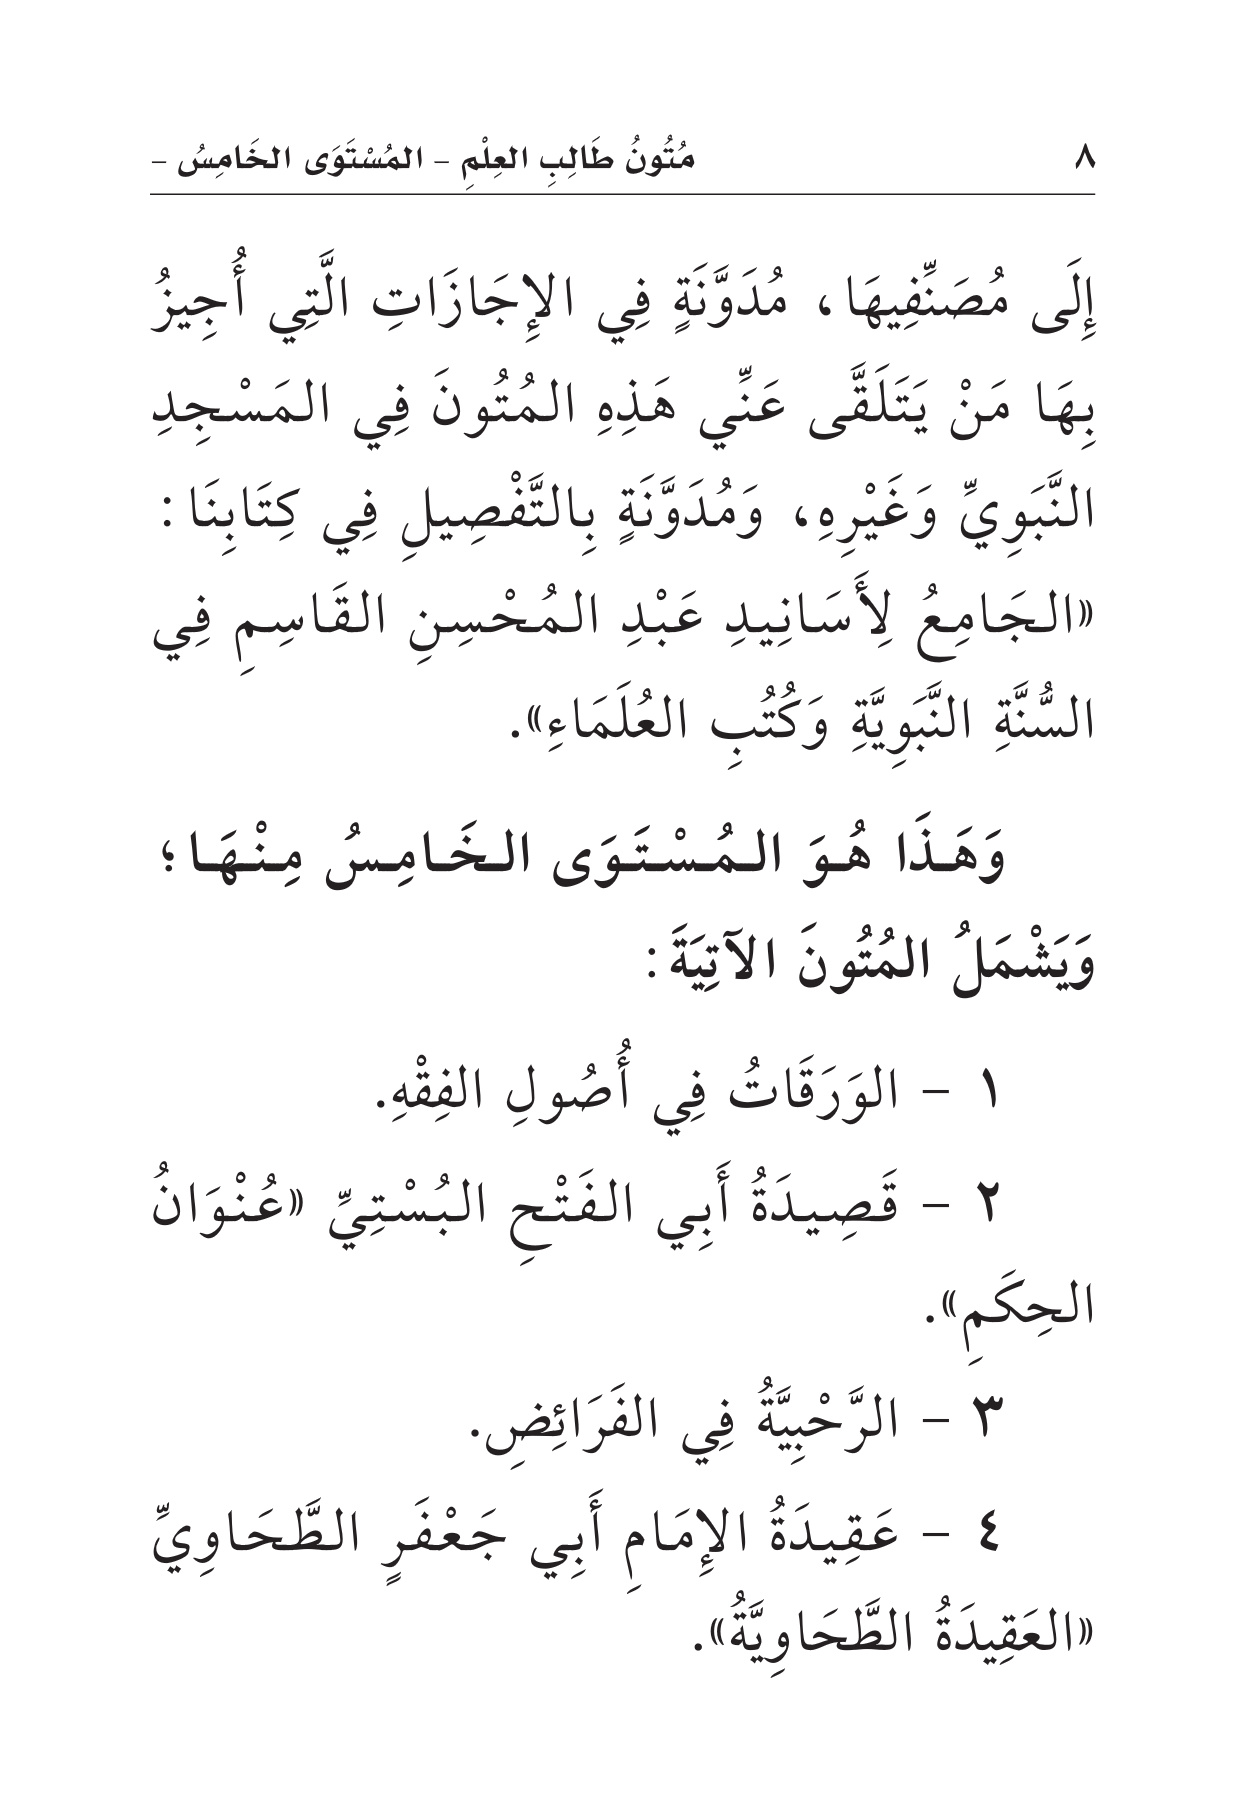 ٨ مُتُونُ طَالِبِ العِلْمِ – المُسْتَوَى الخَامِسُ –
إِلَى مُصَنِّفِيهَا، مُدَوَّنَةٍ فِي الإِجَازَاتِ الَّتِي أُجِيزُ
بِهَا مَنْ يَتَلَقَّى عَنِّي هَذِهِ المُتُونَ فِي المَسْجِدِ
النَّبَوِيِّ وَغَيْرِهِ، وَمُدَوَّنَةٍ بِالتَّفْصِيلِ فِي كِتَابِنَا:
«الجَامِعُ لِأَسَانِيدِ عَبْدِ المُحْسِنِ القَاسِمِ فِي
السُّنَّةِ النَّبَوِيَّةِ وَكُتُبِ العُلَمَاءِ».
وَهَذَا هُوَ المُسْتَوَى الخَامِسُ مِنْهَا؛
وَيَشْمَلُ المُتُونَ الآتِيَةَ:
١ – الوَرَقَاتُ فِي أُصُولِ الفِقْهِ.
٢ – قَصِيدَةُ أَبِي الفَتْحِ البُسْتِيِّ «عُنْوَانُ
الحِكَمِ».
٣ – الرَّحْبِيَّةُ فِي الفَرَائِضِ.
٤ – عَقِيدَةُ الإِمَامِ أَبِي جَعْفَرٍ الطَّحَاوِيِّ
«العَقِيدَةُ الطَّحَاوِيَّةُ».